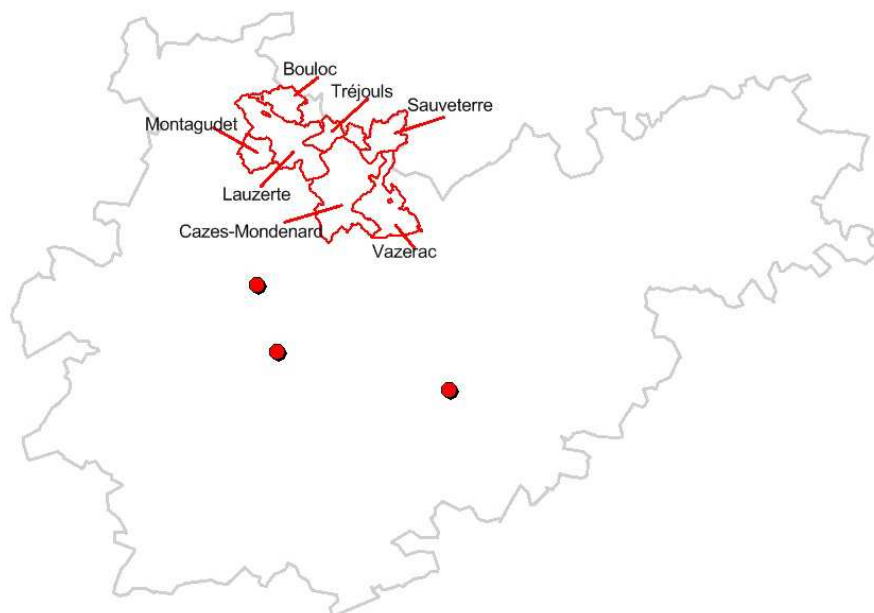 Bouloc
Tréjouls
Sauveterre
Montagudet
Lauzerte
Cazes-Mondenard
Vazerac